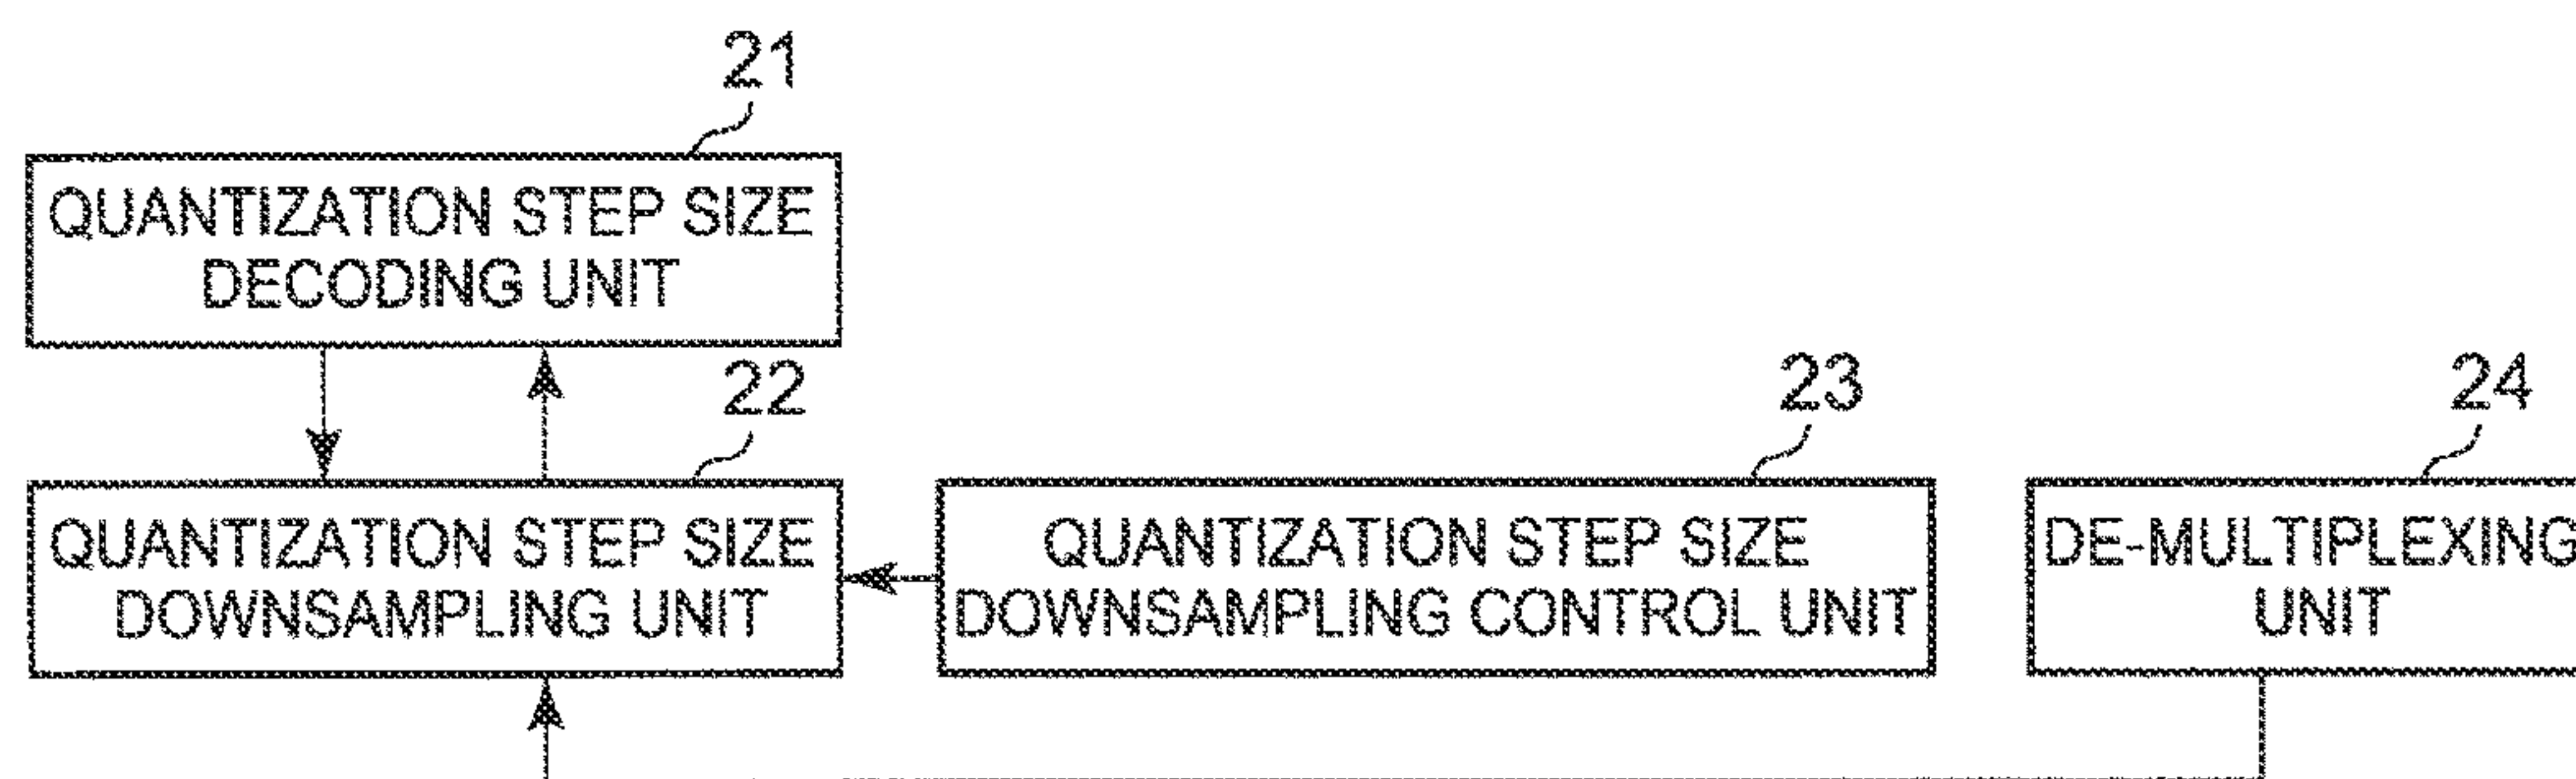 21
QUANTIZATION STEP SIZE
DECODING UNIT
22
23
24
QUANTIZATION STEP SIZE
DOWNSAMPLING UNIT
QUANTIZATION STEP SIZE
DOWNSAMPLING CONTROL UNIT
DE-MULTIPLEXING
UNIT